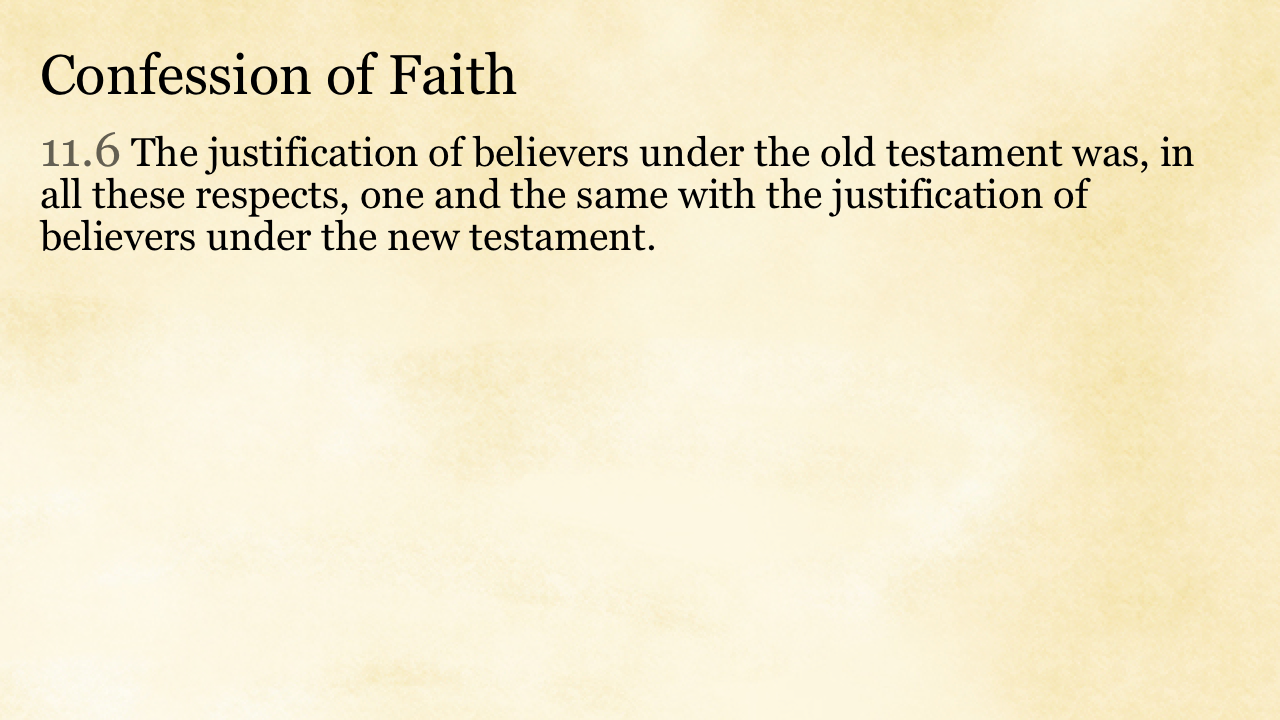 Confession of Faith
11.6 The justification of believers under the old testament was, in
all these respects, one and the same with the justification of
believers under the new testament.